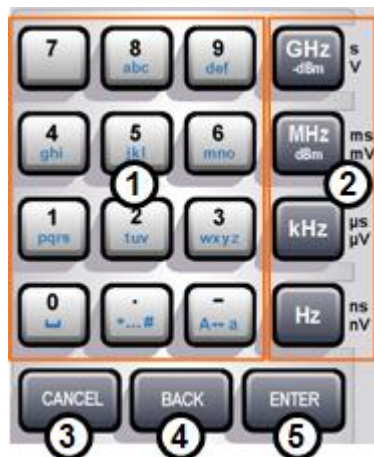 7 8 9 GHz s
abc def -dBm V
4 5 6 MHz ms
ghi jkl mno dBm mV
1
2
1 2 3 kHz µs
pqrs tuv wxyz µV
0 . – Hz ns
␣ *...# A↔a nV
CANCEL BACK ENTER
3 4 5